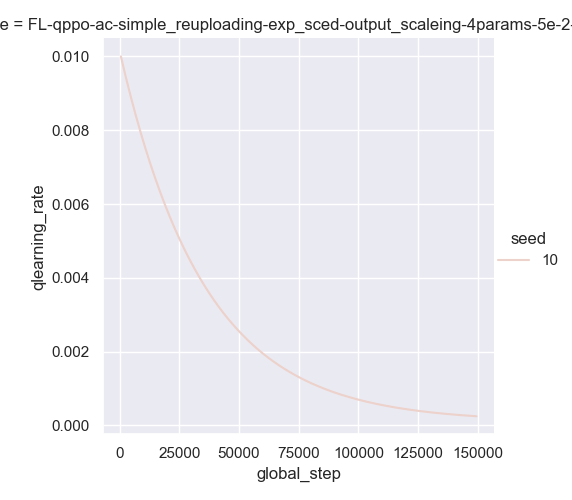 e = FL-qppo-ac-simple_reuploading-exp_sced-output_scaleing-4params-5e-2-
0.010
0.008
0.006
0.004
0.002
0.000
qlearning_rate
0 25000 50000 75000 100000 125000 150000
global_step
seed
10